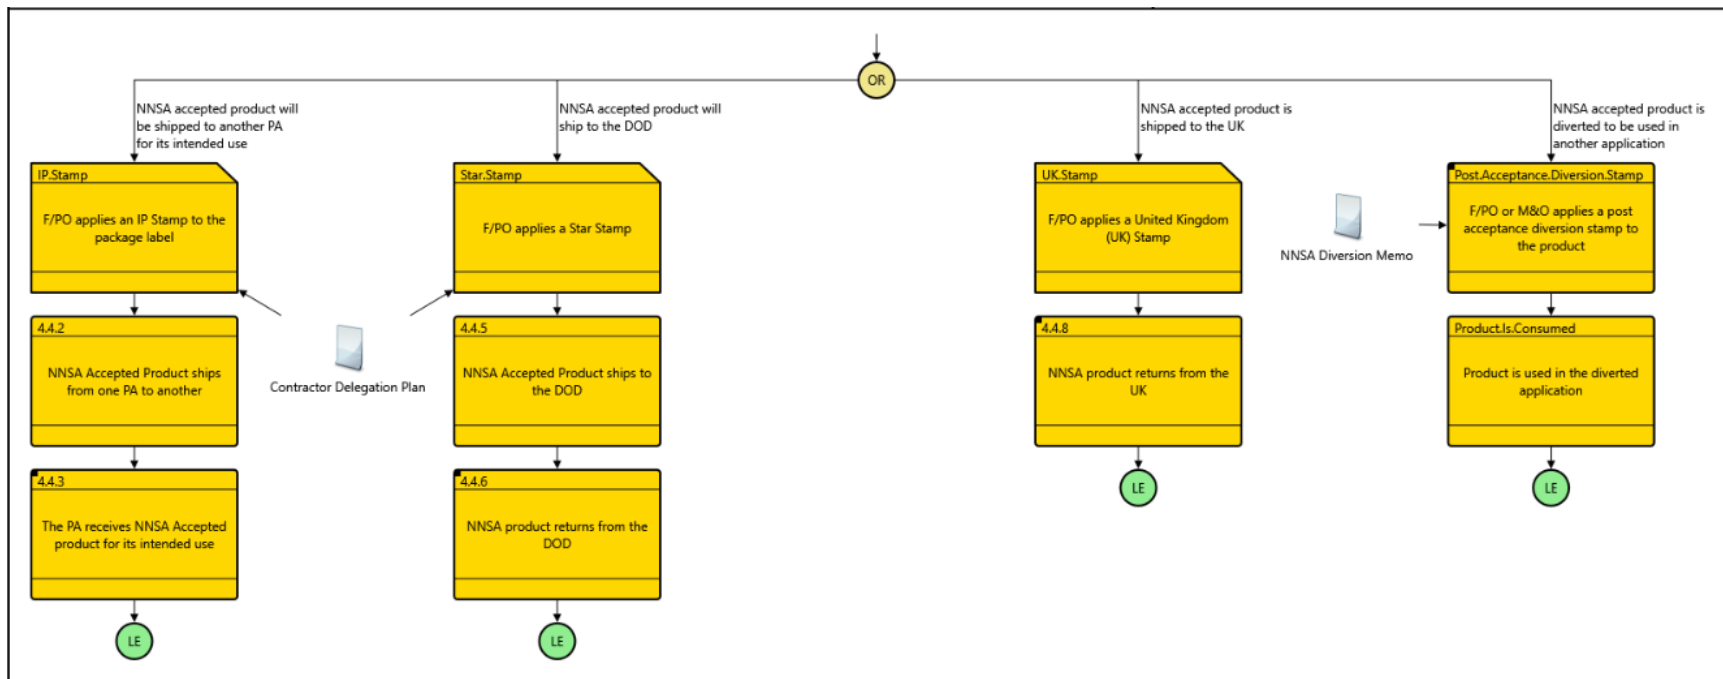 OR
NNSA accepted product will
be shipped to another PA
for its intended use
NNSA accepted product will
ship to the DOD
NNSA accepted product is
shipped to the UK
NNSA accepted product is
diverted to be used in
another application
IP.Stamp
F/PO applies an IP Stamp to the
package label
Star.Stamp
F/PO applies a Star Stamp
UK.Stamp
F/PO applies a United Kingdom
(UK) Stamp
NNSA Diversion Memo
Post.Acceptance.Diversion.Stamp
F/PO or M&O applies a post
acceptance diversion stamp to
the product
4.4.2
NNSA Accepted Product ships
from one PA to another
Contractor Delegation Plan
4.4.5
NNSA Accepted Product ships to
the DOD
4.4.8
NNSA product returns from the
UK
Product.Is.Consumed
Product is used in the diverted
application
4.4.3
The PA receives NNSA Accepted
product for its intended use
4.4.6
NNSA product returns from the
DOD
LE
LE
LE
LE